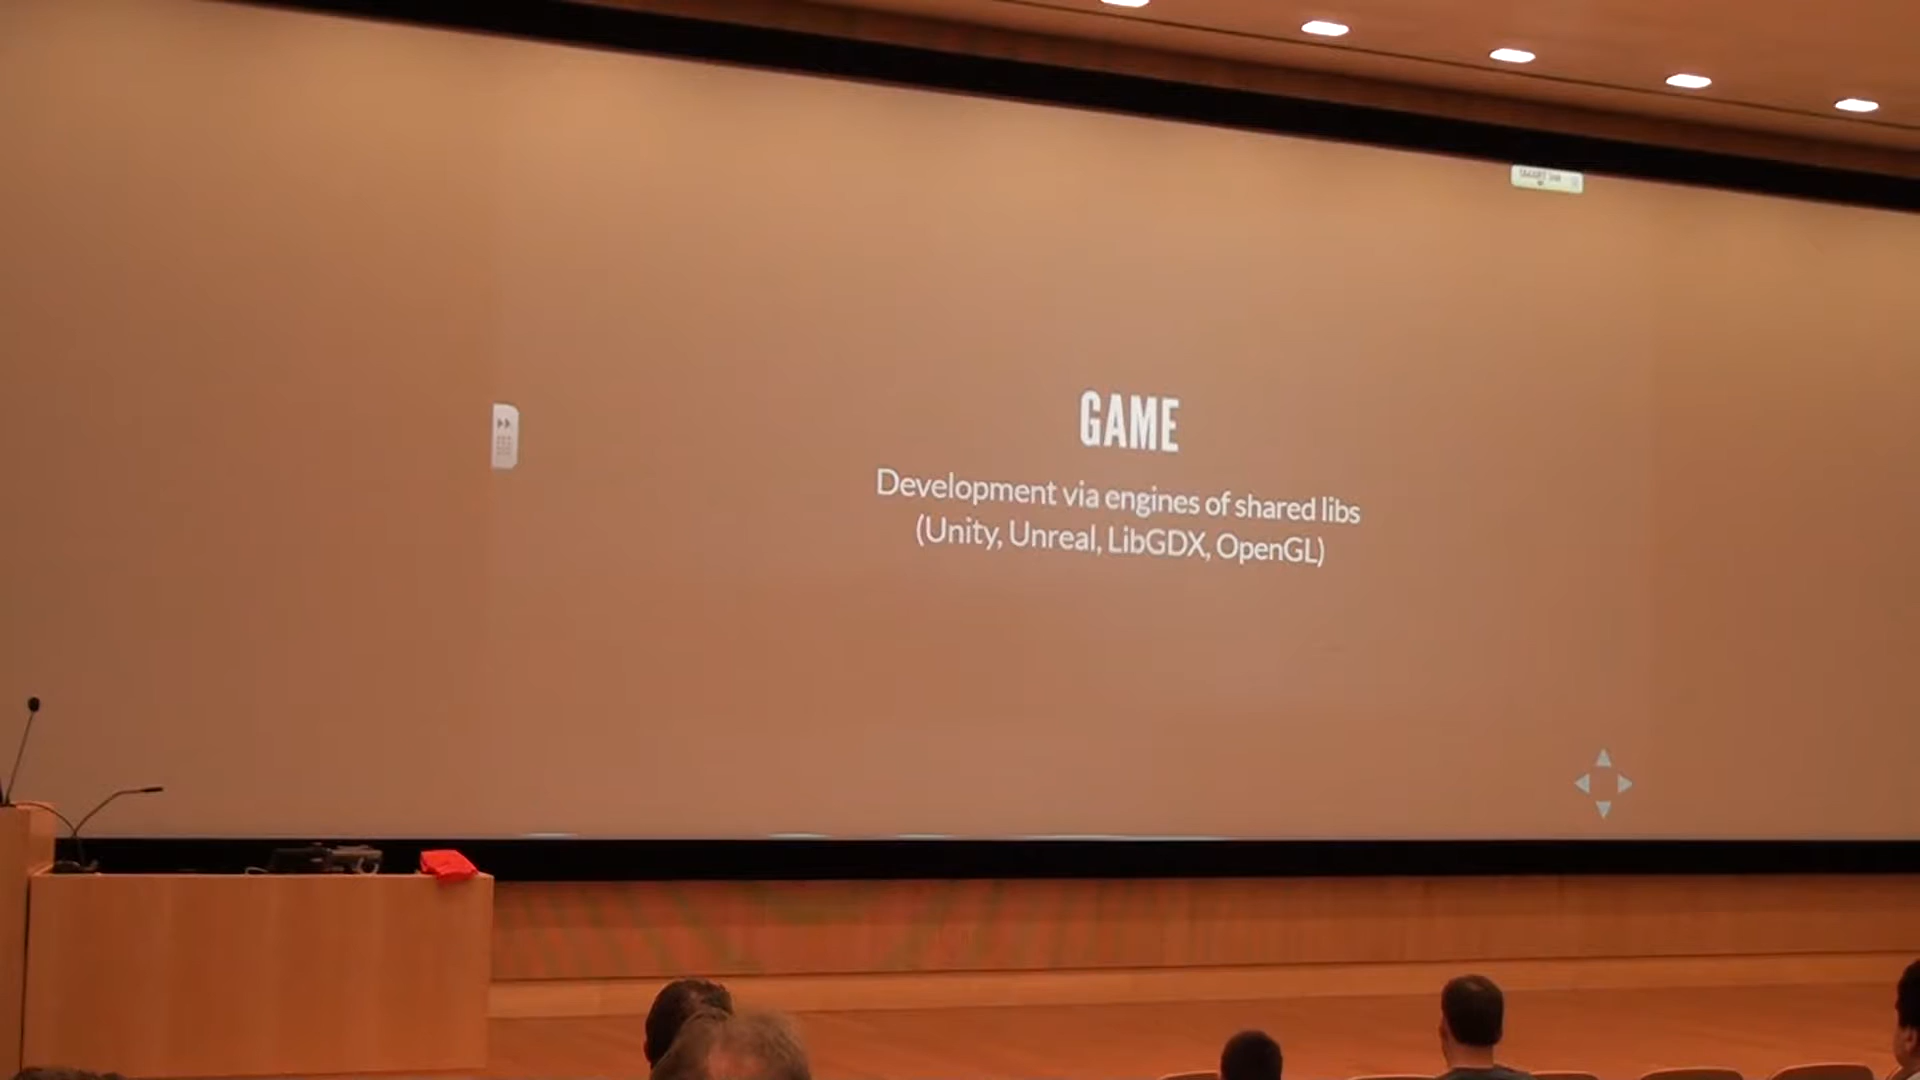 GAME
Development via engines of shared libs
(Unity, Unreal, LibGDX, OpenGL)